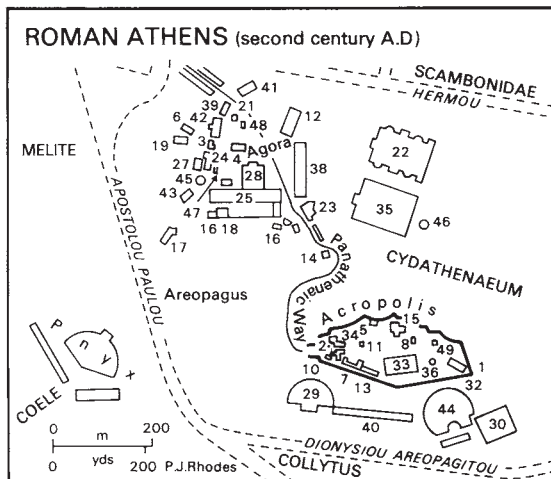 ROMAN ATHENS (second century A.D)
SCAMBONIDAE
HERMOU
41
39 21
6 42 48 12
19 3
MELITE
Agora
22
27 24 4
45 28 38
43 25 23 35 46
47
16 18 16
17 14
CYDATHENAEUM
APOSTOLOU PAULOU
Areopagus
Panathenaic Way
Acropolis
15
34 5
2 11 8 49
10 33 36 1
7 13 32
29
40 44 30
Pnyx
COELE
0 m 200
0 yds 200 P.J.Rhodes
DIONYSIOU AREOPAGITOU
COLLYTUS